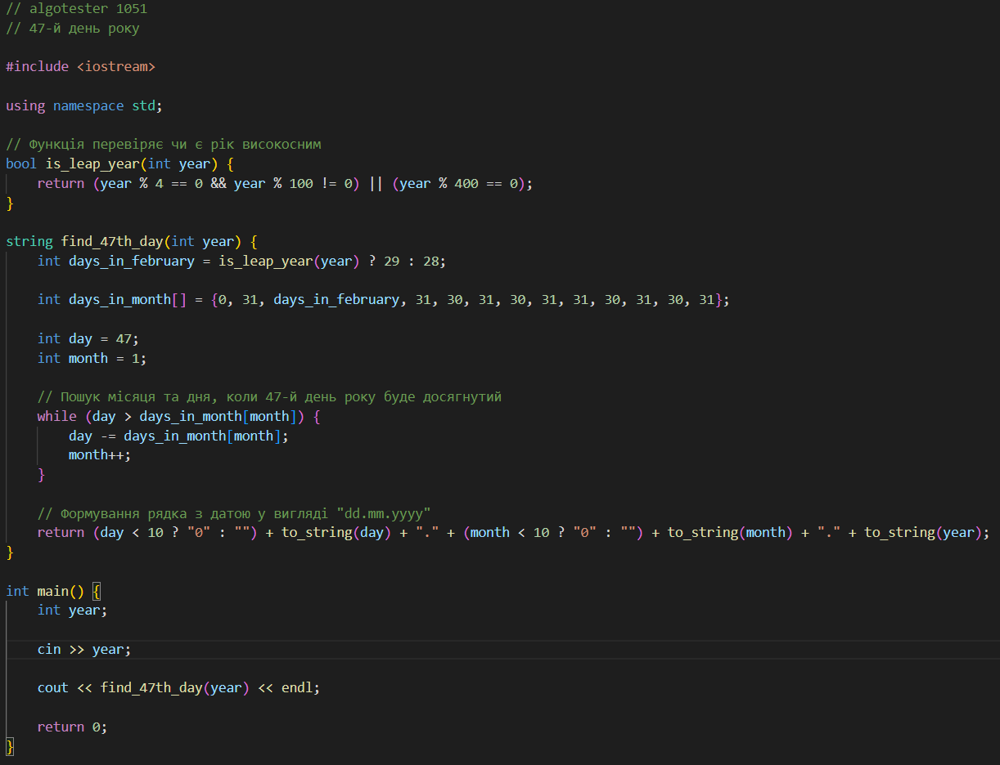 // algotester 1051
// 47-й день року
#include <iostream>
using namespace std;
// Функція перевіряє чи є рік високосним
bool is_leap_year(int year) {
    return (year % 4 == 0 && year % 100 != 0) || (year % 400 == 0);
}
string find_47th_day(int year) {
    int days_in_february = is_leap_year(year) ? 29 : 28;
    int days_in_month[] = {0, 31, days_in_february, 31, 30, 31, 30, 31, 31, 30, 31, 30, 31};
    int day = 47;
    int month = 1;
    // Пошук місяця та дня, коли 47-й день року буде досягнутий
    while (day > days_in_month[month]) {
        day -= days_in_month[month];
        month++;
    }
    // Формування рядка з датою у вигляді "dd.mm.yyyy"
    return (day < 10 ? "0" : "") + to_string(day) + "." + (month < 10 ? "0" : "") + to_string(month) + "." + to_string(year);
}
int main() {
    int year;
    cin >> year;
    cout << find_47th_day(year) << endl;
    return 0;
}